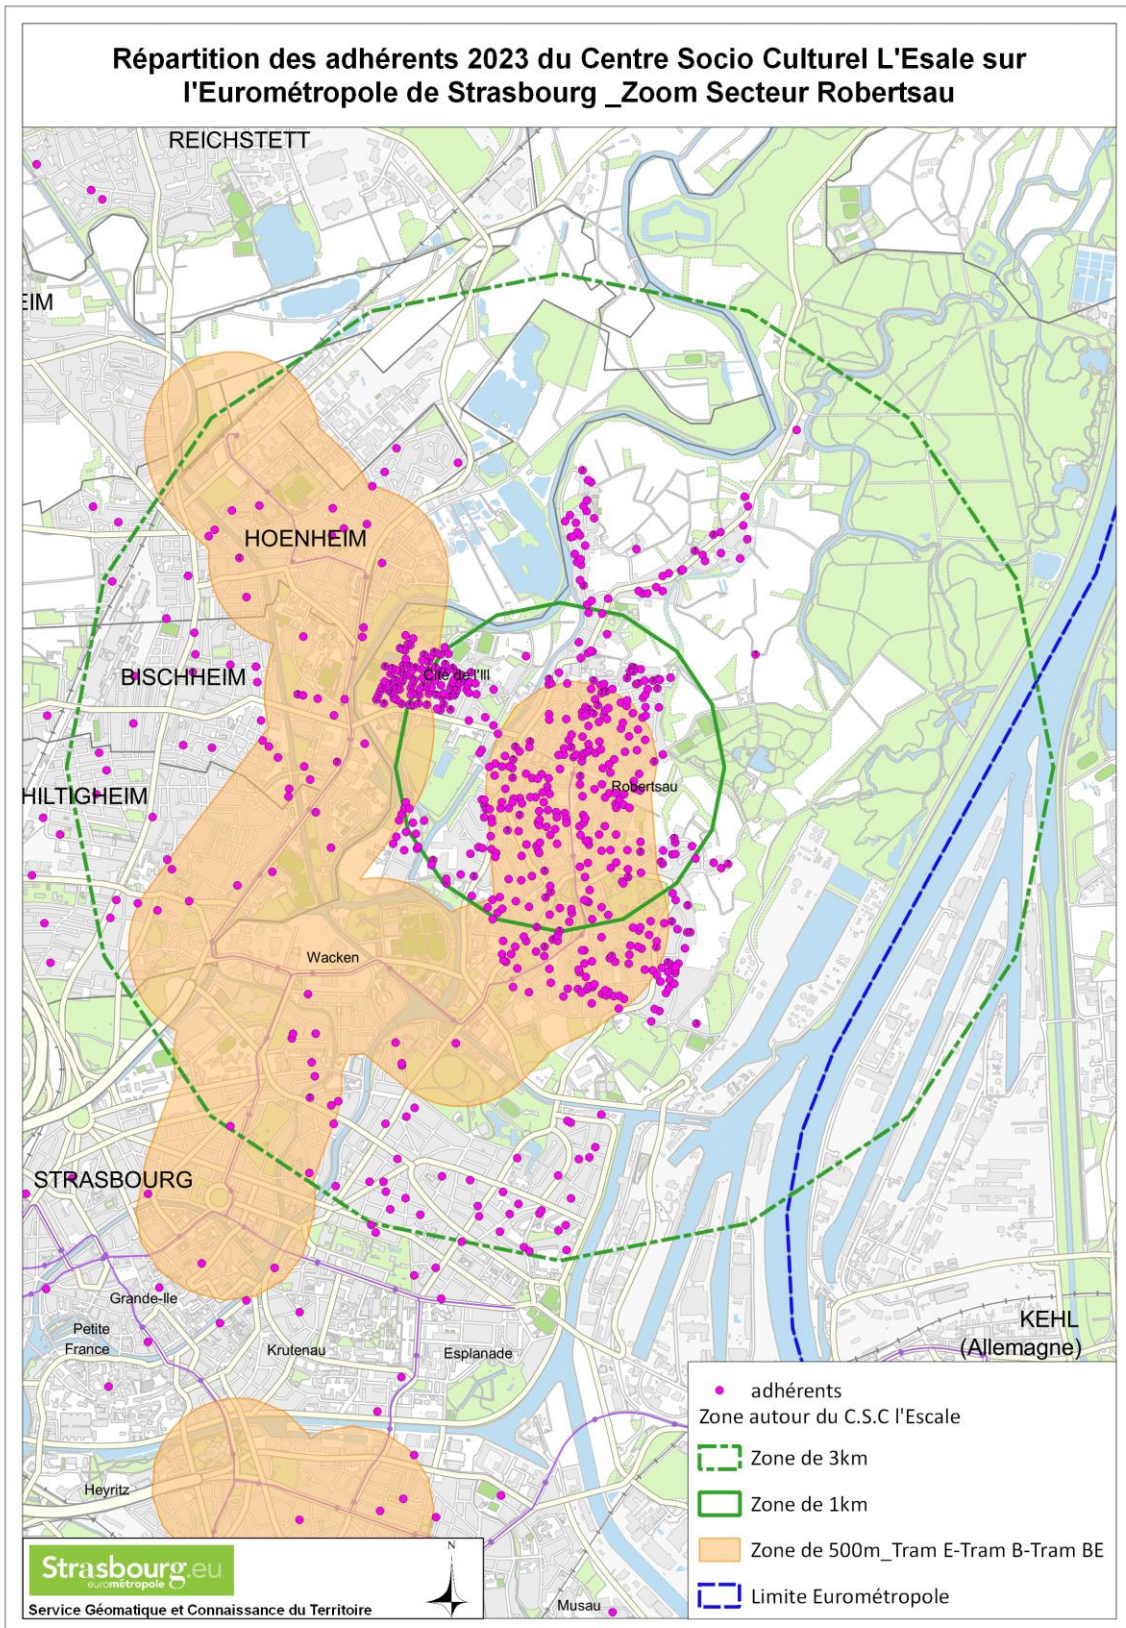 Répartition des adhérents 2023 du Centre Socio Culturel L'Esale sur
l'Eurométropole de Strasbourg _Zoom Secteur Robertsau
REICHSTETT
EIM
HOENHEIM
Cité de l'Ill
BISCHHEIM
Robertsau
HILTIGHEIM
Wacken
STRASBOURG
Grande-Ile
Petite
France
Krutenau
Esplanade
KEHL
(Allemagne)
Heyritz
Musau
adhérents
Zone autour du C.S.C l'Escale
Zone de 3km
Zone de 1km
Zone de 500m_Tram E-Tram B-Tram BE
Limite Eurométropole
N
Strasbourg.eu
eurométropole
Service Géomatique et Connaissance du Territoire